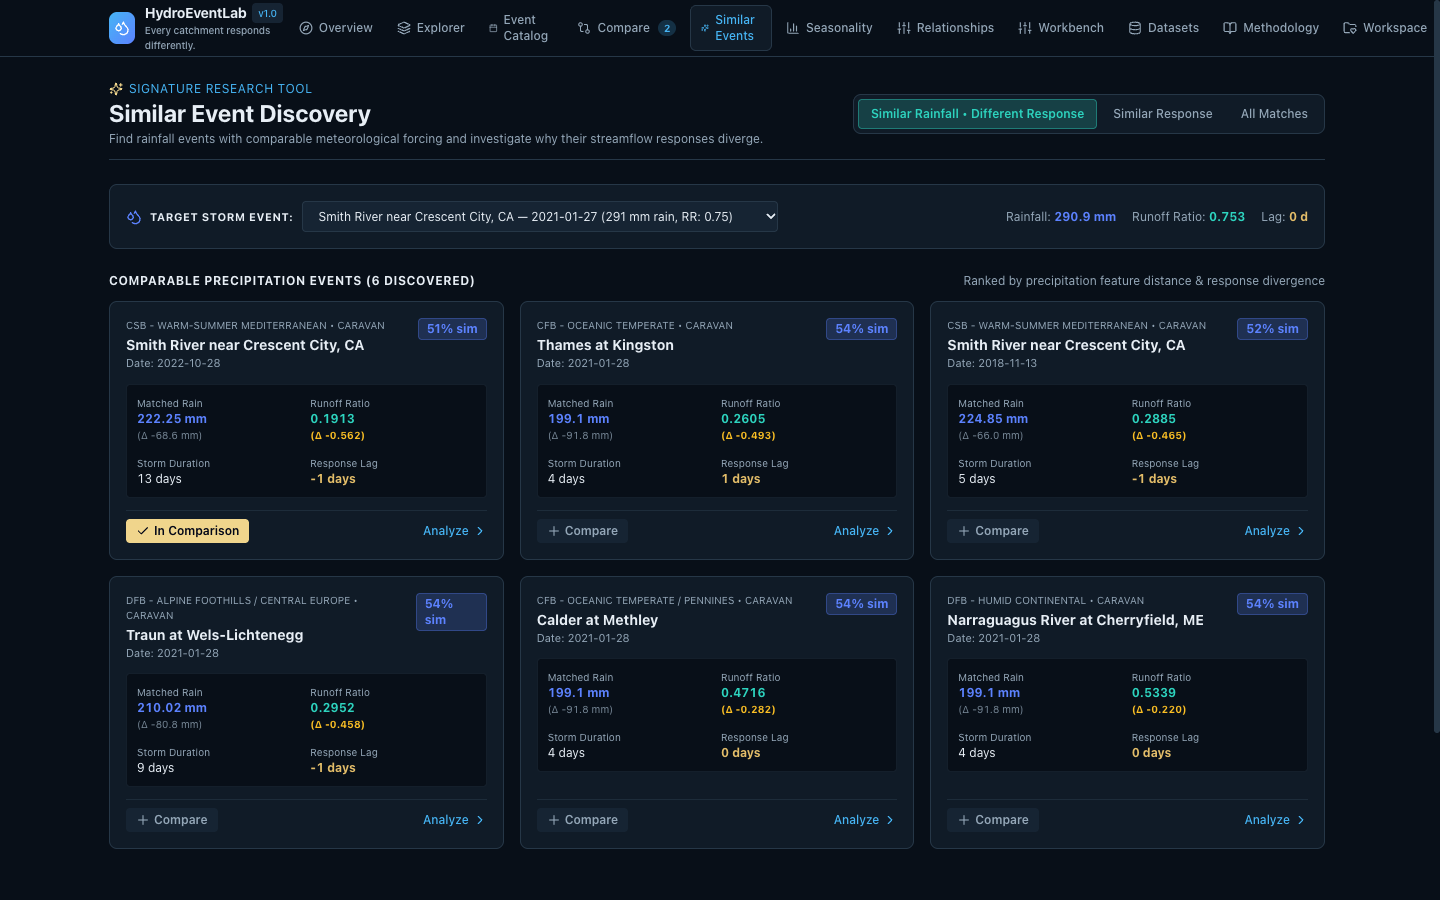 HydroEventLab v1.0
Every catchment responds
differently.
Overview
Explorer
Event
Catalog
Compare 2
Similar
Events
Seasonality
Relationships
Workbench
Datasets
Methodology
Workspace
SIGNATURE RESEARCH TOOL
Similar Event Discovery
Find rainfall events with comparable meteorological forcing and investigate why their streamflow responses diverge.
Similar Rainfall • Different Response
Similar Response
All Matches
TARGET STORM EVENT:
Smith River near Crescent City, CA — 2021-01-27 (291 mm rain, RR: 0.75)
Rainfall: 290.9 mm
Runoff Ratio: 0.753
Lag: 0 d
COMPARABLE PRECIPITATION EVENTS (6 DISCOVERED)
Ranked by precipitation feature distance & response divergence
CSB - WARM-SUMMER MEDITERRANEAN • CARAVAN
51% sim
Smith River near Crescent City, CA
Date: 2022-10-28
Matched Rain
222.25 mm
(Δ -68.6 mm)
Runoff Ratio
0.1913
(Δ -0.562)
Storm Duration
13 days
Response Lag
-1 days
In Comparison
Analyze
CFB - OCEANIC TEMPERATE • CARAVAN
54% sim
Thames at Kingston
Date: 2021-01-28
Matched Rain
199.1 mm
(Δ -91.8 mm)
Runoff Ratio
0.2605
(Δ -0.493)
Storm Duration
4 days
Response Lag
1 days
Compare
Analyze
CSB - WARM-SUMMER MEDITERRANEAN • CARAVAN
52% sim
Smith River near Crescent City, CA
Date: 2018-11-13
Matched Rain
224.85 mm
(Δ -66.0 mm)
Runoff Ratio
0.2885
(Δ -0.465)
Storm Duration
5 days
Response Lag
-1 days
Compare
Analyze
DFB - ALPINE FOOTHILLS / CENTRAL EUROPE •
CARAVAN
54%
sim
Traun at Wels-Lichtenegg
Date: 2021-01-28
Matched Rain
210.02 mm
(Δ -80.8 mm)
Runoff Ratio
0.2952
(Δ -0.458)
Storm Duration
9 days
Response Lag
-1 days
Compare
Analyze
CFB - OCEANIC TEMPERATE / PENNINES • CARAVAN
54% sim
Calder at Methley
Date: 2021-01-28
Matched Rain
199.1 mm
(Δ -91.8 mm)
Runoff Ratio
0.4716
(Δ -0.282)
Storm Duration
4 days
Response Lag
0 days
Compare
Analyze
DFB - HUMID CONTINENTAL • CARAVAN
54% sim
Narraguagus River at Cherryfield, ME
Date: 2021-01-28
Matched Rain
199.1 mm
(Δ -91.8 mm)
Runoff Ratio
0.5339
(Δ -0.220)
Storm Duration
4 days
Response Lag
0 days
Compare
Analyze